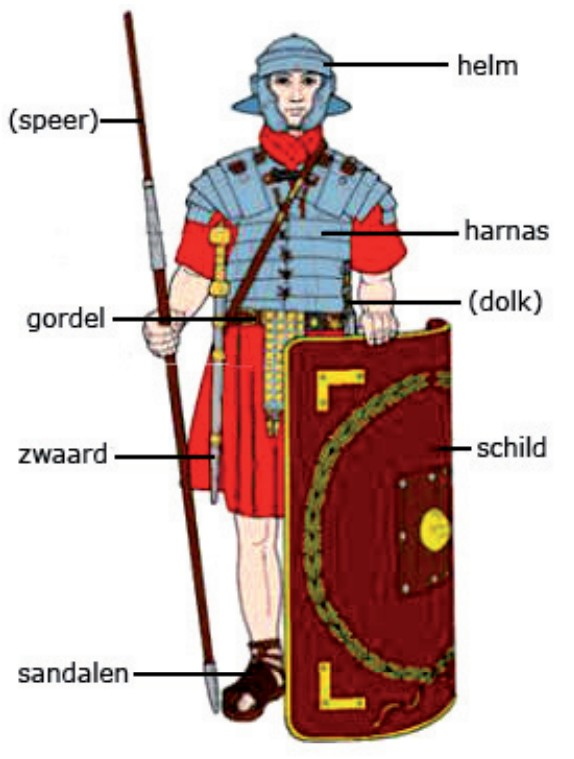 helm
(speer)
harnas
(dolk)
gordel
schild
zwaard
sandalen